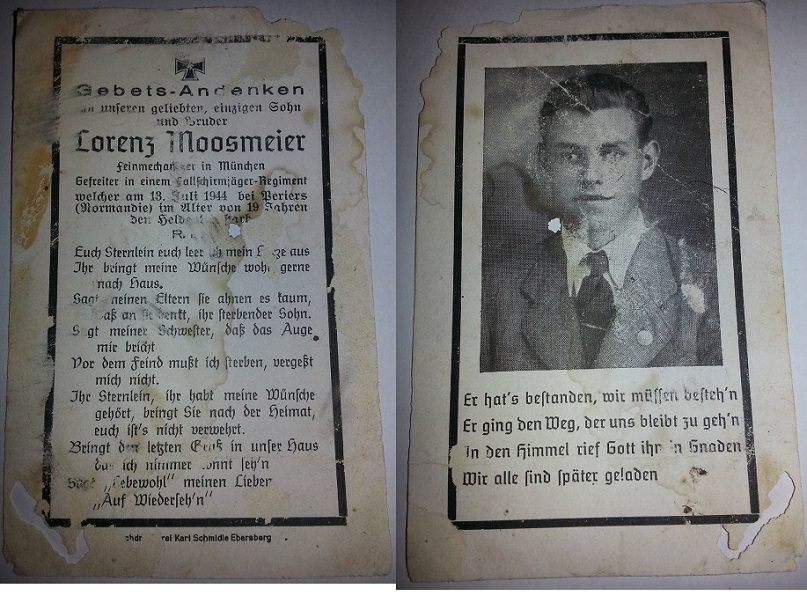 Gebets-Andenken
an unseren geliebten, einzigen Sohn
und Bruder
Lorenz Moosmeier
Feinmechaniker in München
Gefreiter in einem Fallschirmjäger-Regiment
welcher am 13. Juli 1944 bei Periers
(Normandie) im Alter von 19 Jahren
den
R.
Euch Sternlein euch leer ich mein Herze aus
Ihr bringt meine Wünsche wohl gerne
nach Haus.
Sagt meinen Eltern sie ahnen es kaum,
daß an sie denkt, ihr sterbender Sohn.
Sagt meiner Schwester, daß das Auge
mir bricht
Vor dem Feind mußt ich sterben, vergeßt
mich nicht.
Ihr Sternlein, ihr habt meine Wünsche
gehört, bringt Sie nach der Heimat,
euch ist's nicht verwehrt.
Bringt den letzten Gruß in unser Haus
das ich nimmer konnt seh'n
Sagt „Lebewohl" meinen Lieben
„Auf Wiederseh'n"
Karl Schmidle Ebersberg
Er hat's bestanden, wir müssen besteh'n
Er ging den Weg, der uns bleibt zu geh'n
In den Himmel rief Gott ihn in Gnaden
Wir alle sind später geladen